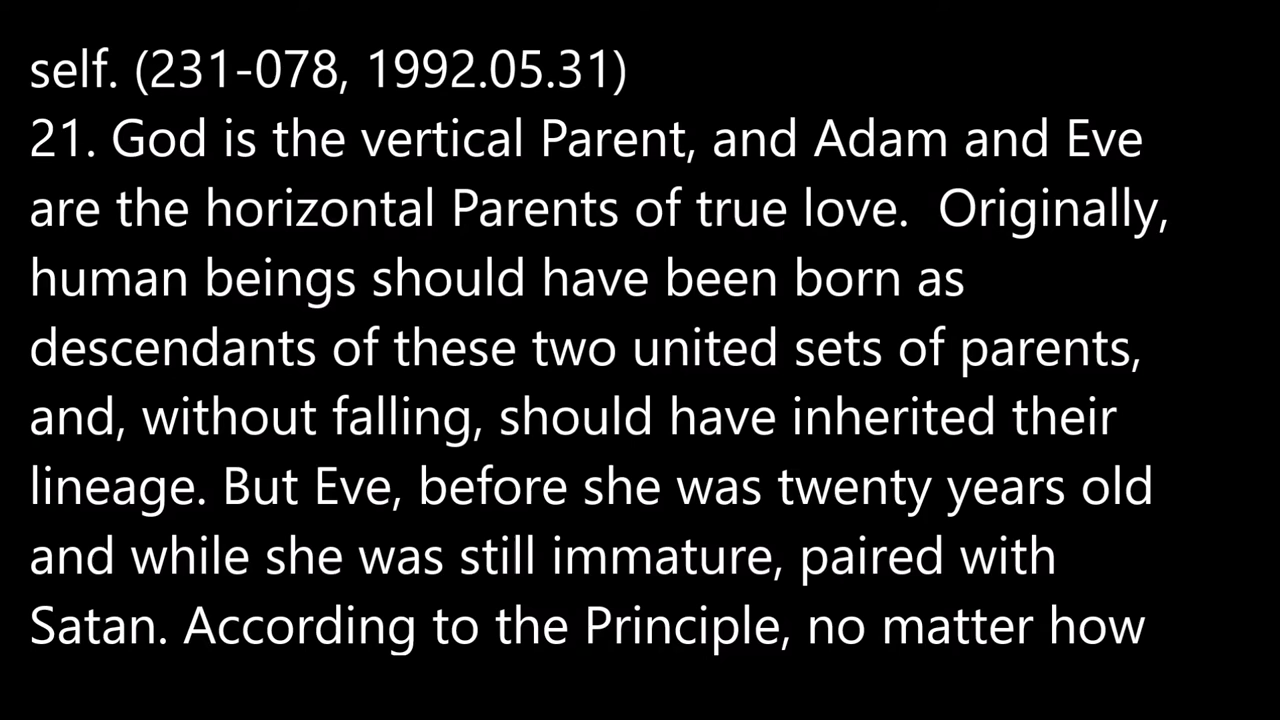 self. (231-078, 1992.05.31)
21. God is the vertical Parent, and Adam and Eve
are the horizontal Parents of true love.  Originally,
human beings should have been born as
descendants of these two united sets of parents,
and, without falling, should have inherited their
lineage. But Eve, before she was twenty years old
and while she was still immature, paired with
Satan. According to the Principle, no matter how